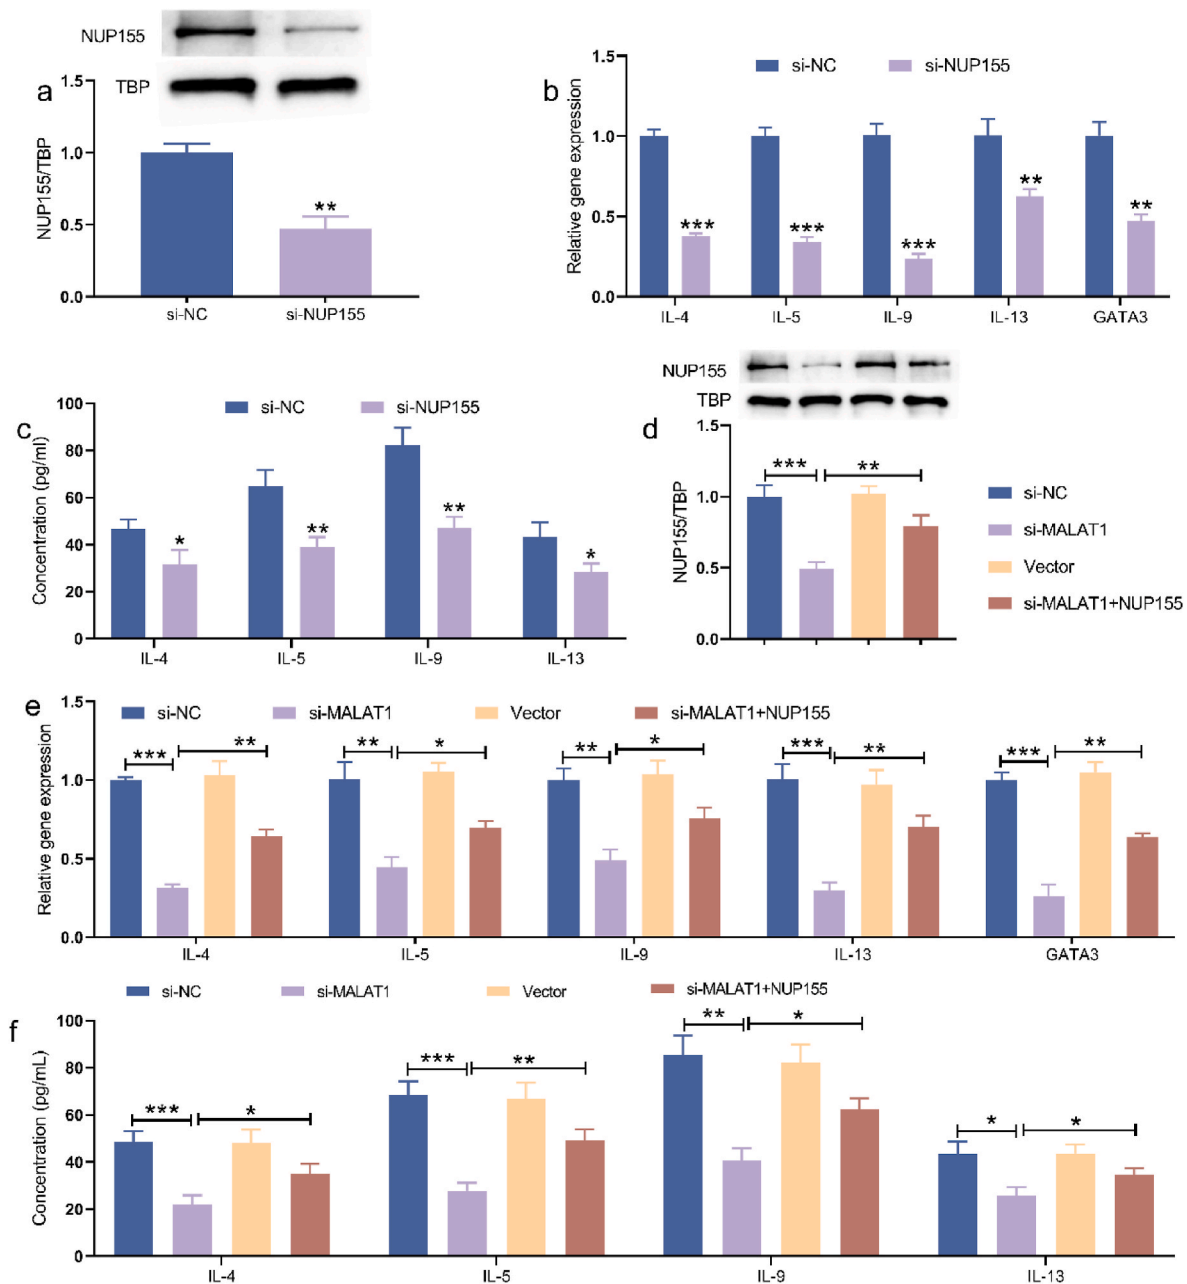 NUP155
TBP
a
1.5
1.0
0.5
0.0
NUP155/TBP
**
si-NC si-NUP155
b
si-NC si-NUP155
1.5
1.0
0.5
0.0
Relative gene expression
*** *** *** ** **
IL-4 IL-5 IL-9 IL-13 GATA3
c
si-NC si-NUP155
100
80
60
40
20
0
Concentration (pg/ml)
* ** ** *
IL-4 IL-5 IL-9 IL-13
NUP155
TBP
d
1.5
1.0
0.5
0.0
NUP155/TBP
*** **
si-NC
si-MALAT1
Vector
si-MALAT1+NUP155
e
si-NC si-MALAT1 Vector si-MALAT1+NUP155
1.5
1.0
0.5
0.0
Relative gene expression
*** ** ** * ** * *** ** *** **
IL-4 IL-5 IL-9 IL-13 GATA3
si-NC si-MALAT1 Vector si-MALAT1+NUP155
f
100
80
60
40
20
0
Concentration (pg/mL)
*** * *** ** ** * * *
IL-4 IL-5 IL-9 IL-13